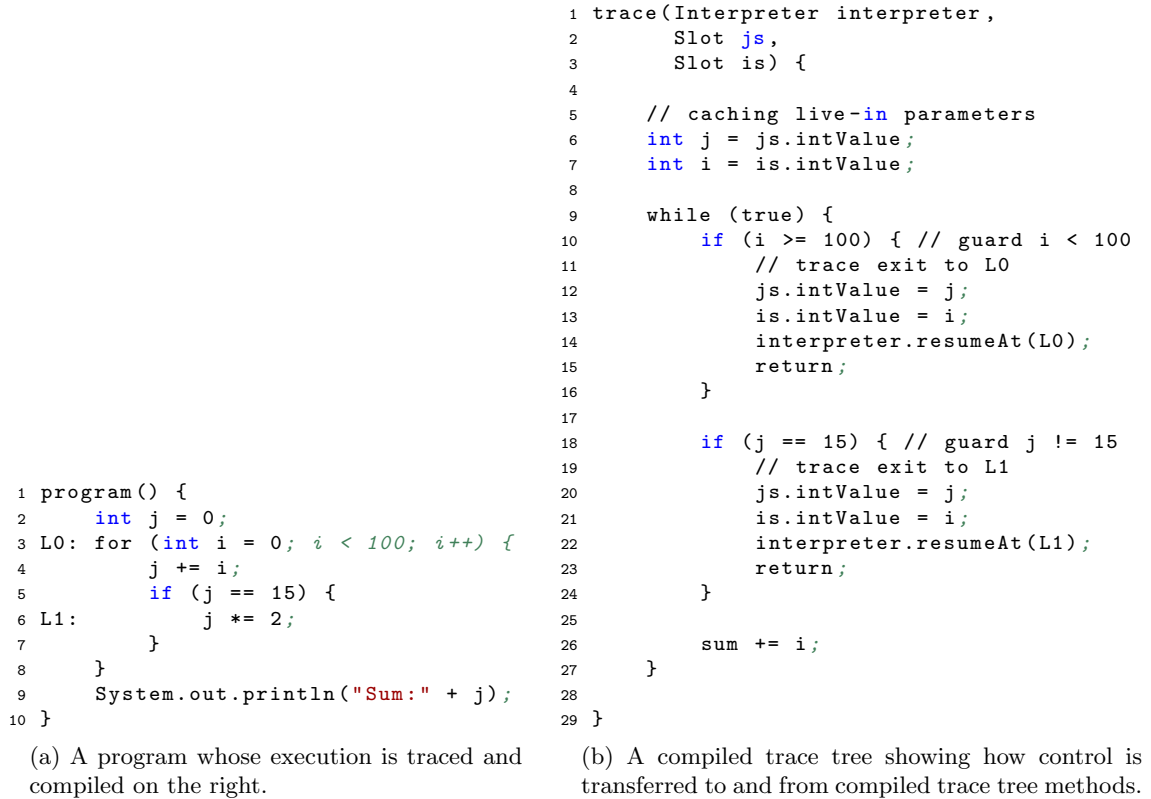 1 program() {
2     int j = 0;
3 L0: for (int i = 0; i < 100; i++) {
4         j += i;
5         if (j == 15) {
6 L1:         j *= 2;
7         }
8     }
9     System.out.println("Sum:" + j);
10 }
(a) A program whose execution is traced and
compiled on the right.
1 trace(Interpreter interpreter,
2       Slot js,
3       Slot is) {
4
5     // caching live-in parameters
6     int j = js.intValue;
7     int i = is.intValue;
8
9     while (true) {
10         if (i >= 100) { // guard i < 100
11             // trace exit to L0
12             js.intValue = j;
13             is.intValue = i;
14             interpreter.resumeAt(L0);
15             return;
16         }
17
18         if (j == 15) { // guard j != 15
19             // trace exit to L1
20             js.intValue = j;
21             is.intValue = i;
22             interpreter.resumeAt(L1);
23             return;
24         }
25
26         sum += i;
27     }
28
29 }
(b) A compiled trace tree showing how control is
transferred to and from compiled trace tree methods.